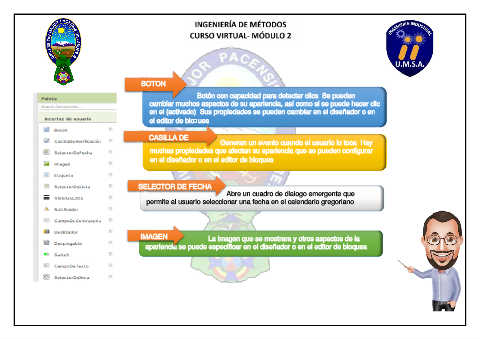 INGENIERÍA DE MÉTODOS
CURSO VIRTUAL- MÓDULO 2
INGENIERIA INDUSTRIAL
U.M.S.A.
BOTON
Botón con capacidad para detectar clics Se pueden
cambiar muchos aspectos de su apariencia, así como si se puede hacer clic
en el (activado) Sus propiedades se pueden cambiar en el diseñador o en
el editor de bloques
CASILLA DE
Generan un evento cuando el usuario la toca Hay
muchas propiedades que afectan su apariencia que se pueden configurar
en el diseñador o en el editor de bloques
SELECTOR DE FECHA
Abre un cuadro de dialogo emergente que
permite al usuario seleccionar una fecha en el calendario gregoriano
IMAGEN
La imagen que se mostrara y otros aspectos de la
apariencia se puede especificar en el diseñador o en el editor de bloques
Paleta
Interfaz de usuario
Botón
CasillaDeVerificación
SelectorDeFecha
Imagen
Etiqueta
SelectorDeLista
VisorDeLista
Notificador
CampoDeContraseña
Deslizador
Desplegable
Switch
CampoDeTexto
SelectorDeHora